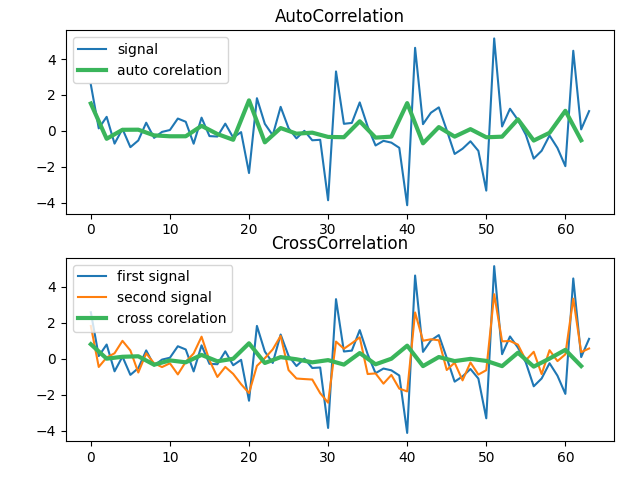 AutoCorrelation
signal
auto corelation
4
2
0
−2
−4
0 10 20 30 40 50 60
CrossCorrelation
first signal
second signal
cross corelation
4
2
0
−2
−4
0 10 20 30 40 50 60